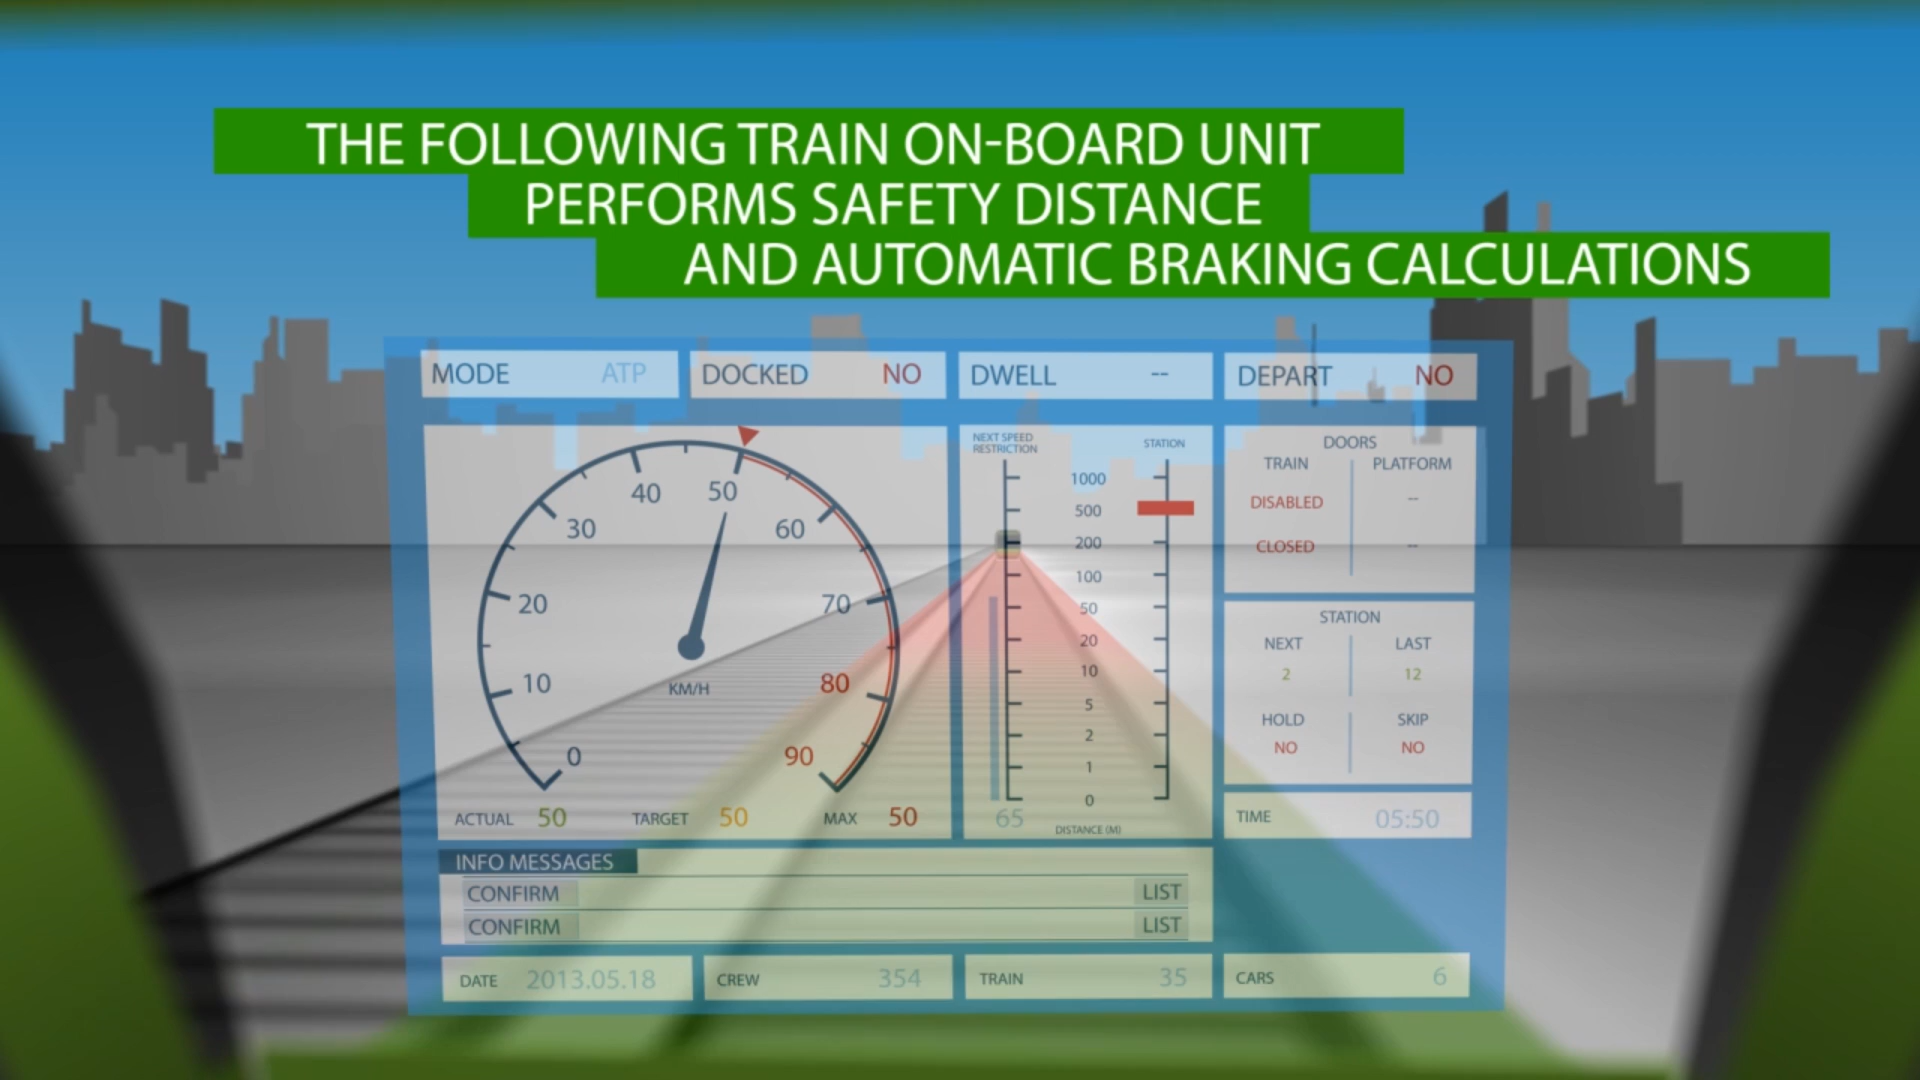 THE FOLLOWING TRAIN ON-BOARD UNIT
PERFORMS SAFETY DISTANCE
AND AUTOMATIC BRAKING CALCULATIONS
MODE ATP
DOCKED NO
DWELL --
DEPART NO
0
10
20
30
40
50
60
70
80
90
KM/H
ACTUAL 50
TARGET 50
MAX 50
NEXT SPEED
RESTRICTION
STATION
1000
500
200
100
50
20
10
5
2
1
0
65
DISTANCE (M)
DOORS
TRAIN PLATFORM
DISABLED --
CLOSED --
STATION
NEXT LAST
2 12
HOLD SKIP
NO NO
TIME 05:50
INFO MESSAGES
CONFIRM LIST
CONFIRM LIST
DATE 2013.05.18
CREW 354
TRAIN 35
CARS 6